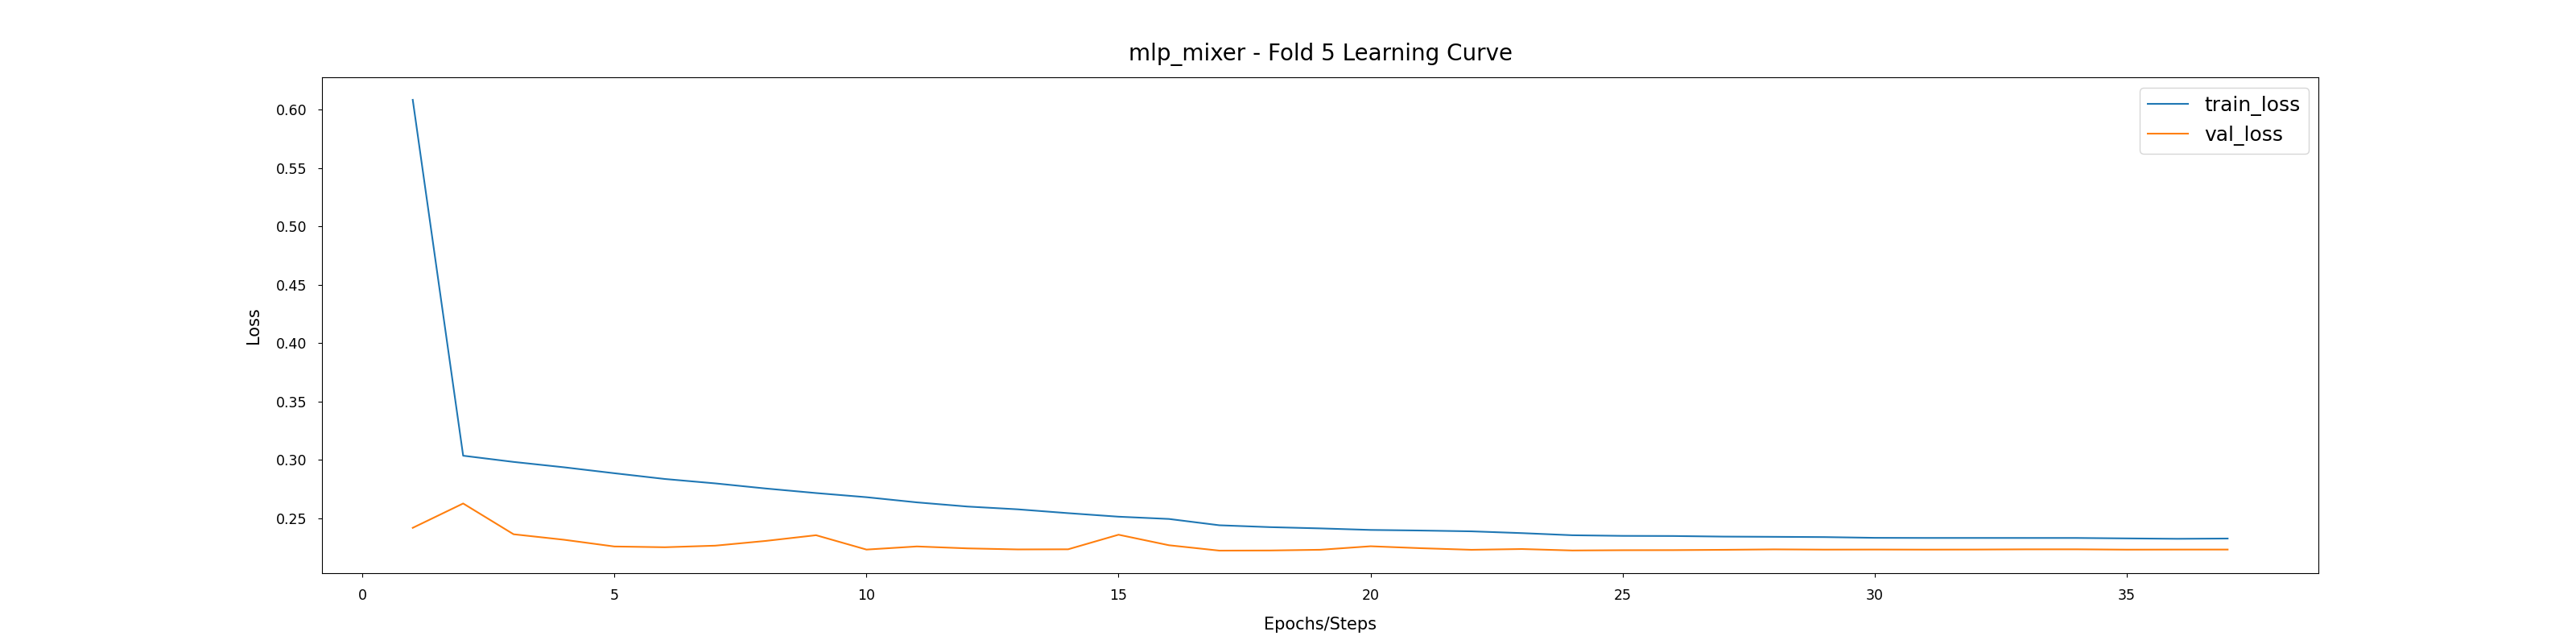 mlp_mixer - Fold 5 Learning Curve
train_loss
val_loss
0.60
0.55
0.50
0.45
0.40
0.35
0.30
0.25
Loss
0 5 10 15 20 25 30 35
Epochs/Steps